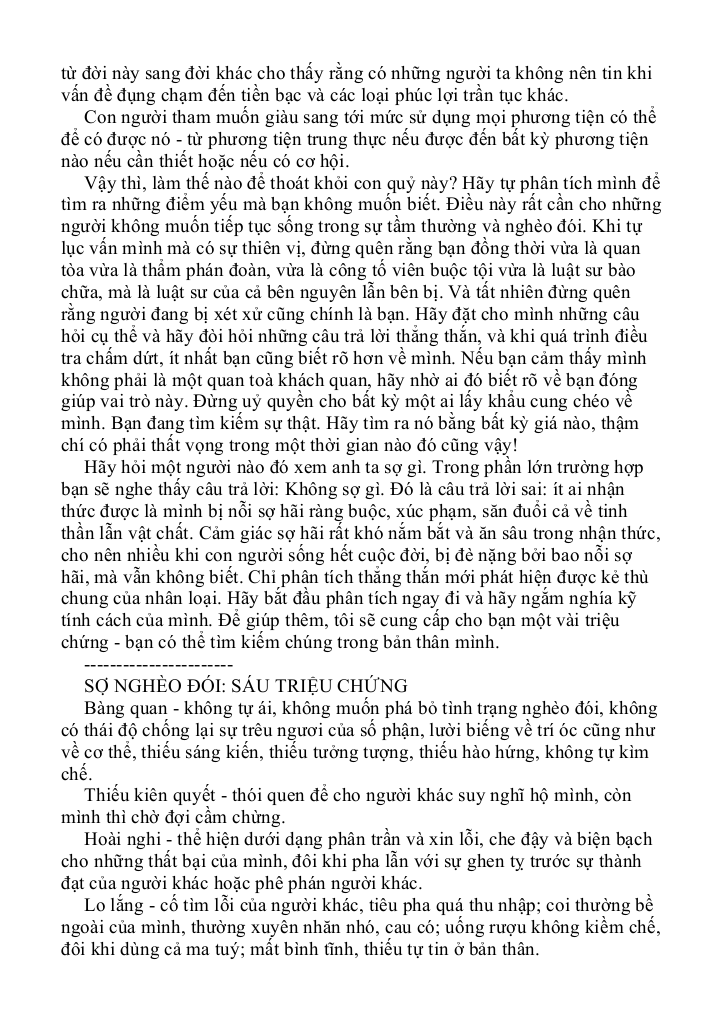 từ đời này sang đời khác cho thấy rằng có những người ta không nên tin khi
vấn đề đụng chạm đến tiền bạc và các loại phúc lợi trần tục khác.
Con người tham muốn giàu sang tới mức sử dụng mọi phương tiện có thể
để có được nó - từ phương tiện trung thực nếu được đến bất kỳ phương tiện
nào nếu cần thiết hoặc nếu có cơ hội.
Vậy thì, làm thế nào để thoát khỏi con quỷ này? Hãy tự phân tích mình để
tìm ra những điểm yếu mà bạn không muốn biết. Điều này rất cần cho những
người không muốn tiếp tục sống trong sự tầm thường và nghèo đói. Khi tự
lục vấn mình mà có sự thiên vị, đừng quên rằng bạn đồng thời vừa là quan
tòa vừa là thẩm phán đoàn, vừa là công tố viên buộc tội vừa là luật sư bào
chữa, mà là luật sư của cả bên nguyên lẫn bên bị. Và tất nhiên đừng quên
rằng người đang bị xét xử cũng chính là bạn. Hãy đặt cho mình những câu
hỏi cụ thể và hãy đòi hỏi những câu trả lời thẳng thắn, và khi quá trình điều
tra chấm dứt, ít nhất bạn cũng biết rõ hơn về mình. Nếu bạn cảm thấy mình
không phải là một quan toà khách quan, hãy nhờ ai đó biết rõ về bạn đóng
giúp vai trò này. Đừng uỷ quyền cho bất kỳ một ai lấy khẩu cung chéo về
mình. Bạn đang tìm kiếm sự thật. Hãy tìm ra nó bằng bất kỳ giá nào, thậm
chí có phải thất vọng trong một thời gian nào đó cũng vậy!
Hãy hỏi một người nào đó xem anh ta sợ gì. Trong phần lớn trường hợp
bạn sẽ nghe thấy câu trả lời: Không sợ gì. Đó là câu trả lời sai: ít ai nhận
thức được là mình bị nỗi sợ hãi ràng buộc, xúc phạm, săn đuổi cả về tinh
thần lẫn vật chất. Cảm giác sợ hãi rất khó nắm bắt và ăn sâu trong nhận thức,
cho nên nhiều khi con người sống hết cuộc đời, bị đè nặng bởi bao nỗi sợ
hãi, mà vẫn không biết. Chỉ phân tích thẳng thắn mới phát hiện được kẻ thù
chung của nhân loại. Hãy bắt đầu phân tích ngay đi và hãy ngắm nghía kỹ
tính cách của mình. Để giúp thêm, tôi sẽ cung cấp cho bạn một vài triệu
chứng - bạn có thể tìm kiếm chúng trong bản thân mình.
-----------------------
SỢ NGHÈO ĐÓI: SÁU TRIỆU CHỨNG
Bàng quan - không tự ái, không muốn phá bỏ tình trạng nghèo đói, không
có thái độ chống lại sự trêu ngươi của số phận, lười biếng về trí óc cũng như
về cơ thể, thiếu sáng kiến, thiếu tưởng tượng, thiếu hào hứng, không tự kìm
chế.
Thiếu kiên quyết - thói quen để cho người khác suy nghĩ hộ mình, còn
mình thì chờ đợi cầm chừng.
Hoài nghi - thể hiện dưới dạng phân trần và xin lỗi, che đậy và biện bạch
cho những thất bại của mình, đôi khi pha lẫn với sự ghen tỵ trước sự thành
đạt của người khác hoặc phê phán người khác.
Lo lắng - cố tìm lỗi của người khác, tiêu pha quá thu nhập; coi thường bề
ngoài của mình, thường xuyên nhăn nhó, cau có; uống rượu không kiềm chế,
đôi khi dùng cả ma tuý; mất bình tĩnh, thiếu tự tin ở bản thân.